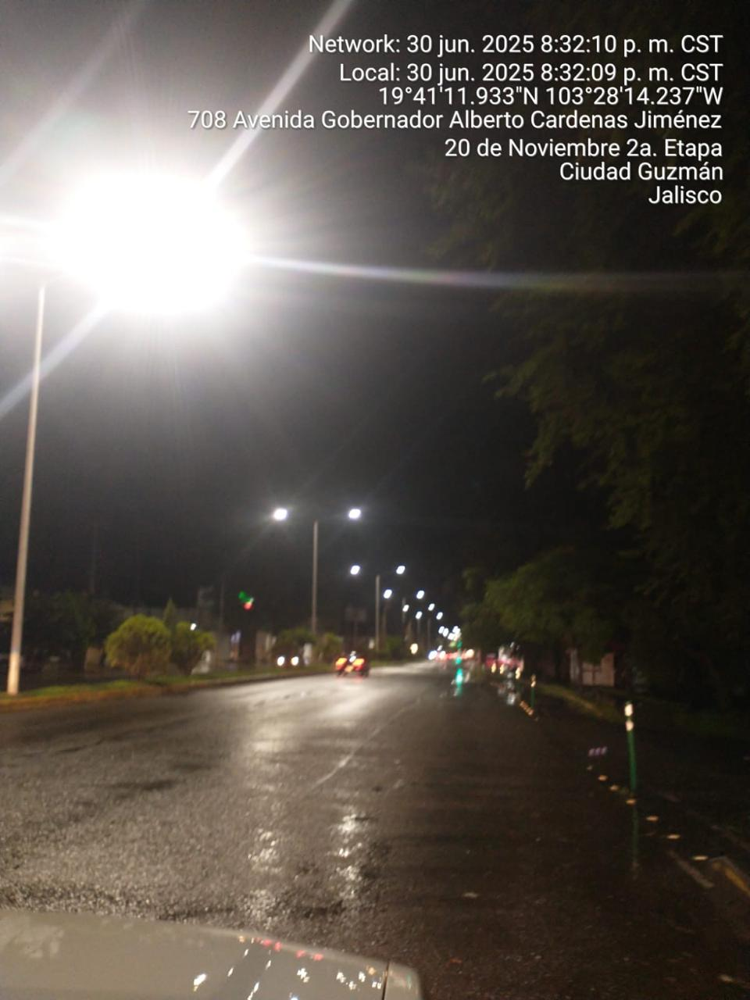 Network: 30 jun. 2025 8:32:10 p. m. CST
Local: 30 jun. 2025 8:32:09 p. m. CST
19°41'11.933"N 103°28'14.237"W
708 Avenida Gobernador Alberto Cardenas Jiménez
20 de Noviembre 2a. Etapa
Ciudad Guzmán
Jalisco